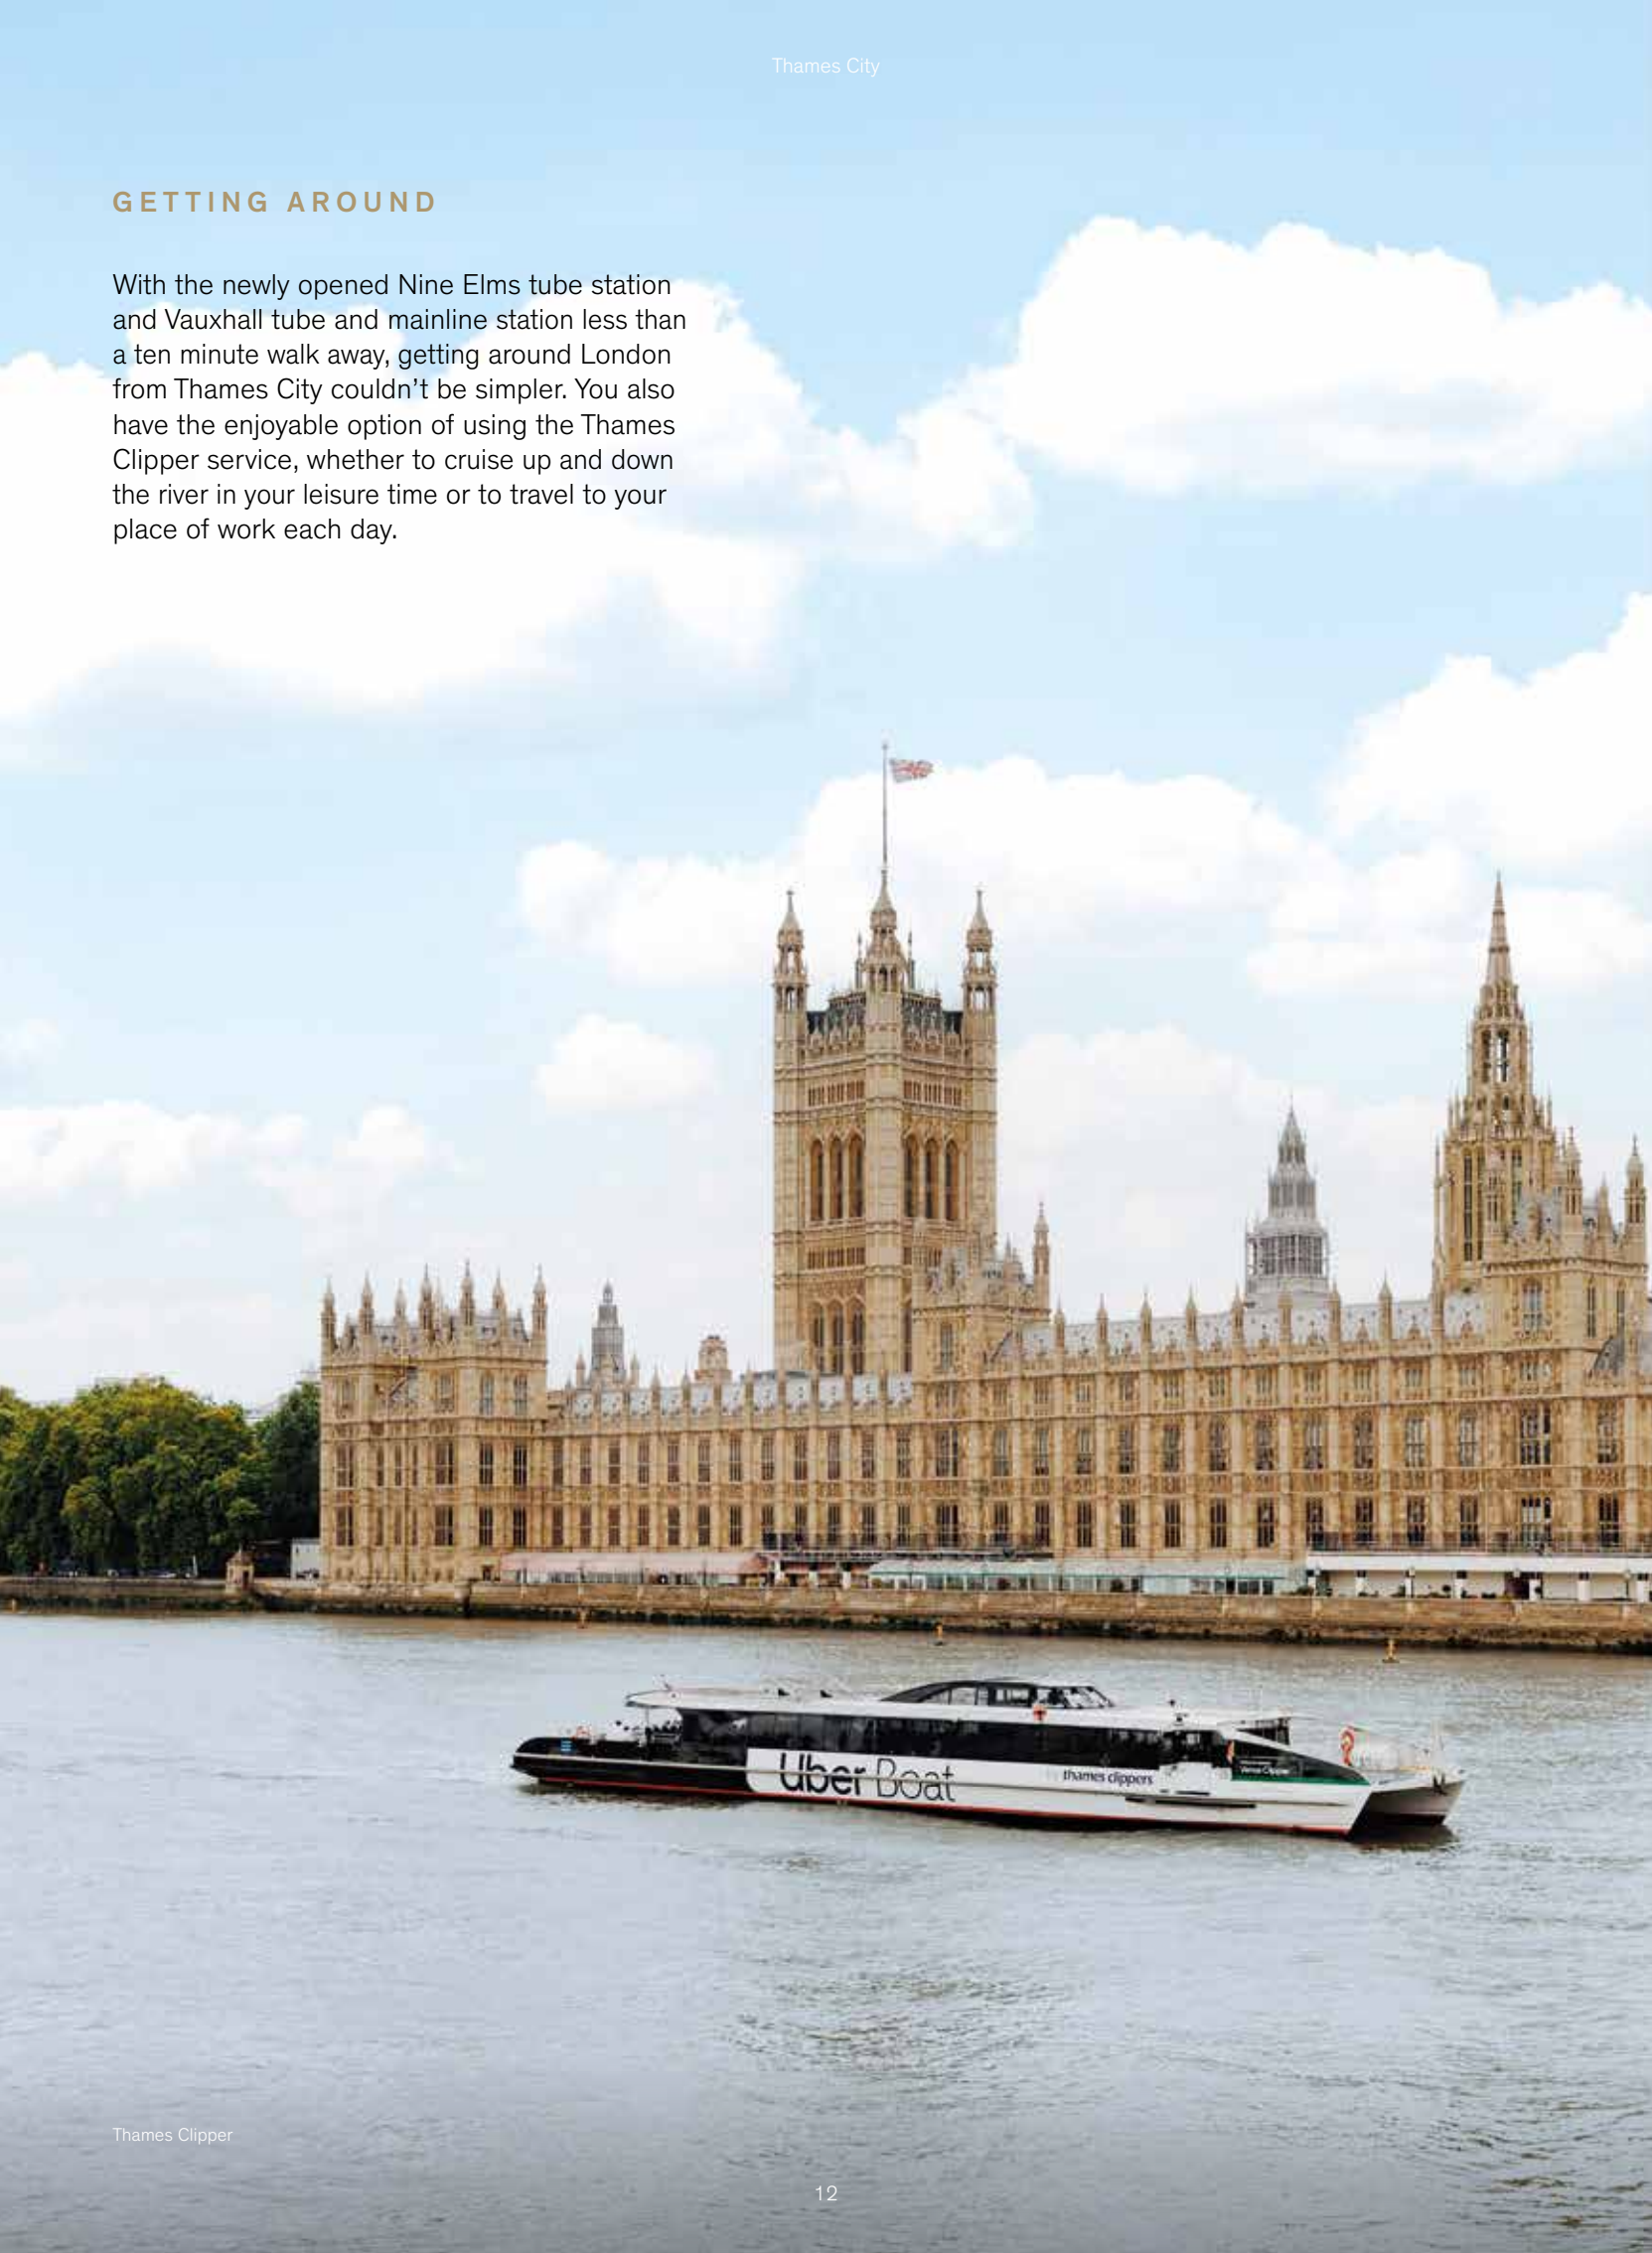 Thames City
GETTING AROUND
With the newly opened Nine Elms tube station
and Vauxhall tube and mainline station less than
a ten minute walk away, getting around London
from Thames City couldn’t be simpler. You also
have the enjoyable option of using the Thames
Clipper service, whether to cruise up and down
the river in your leisure time or to travel to your
place of work each day.
Uber Boat
thames clippers
Thames Clipper
12